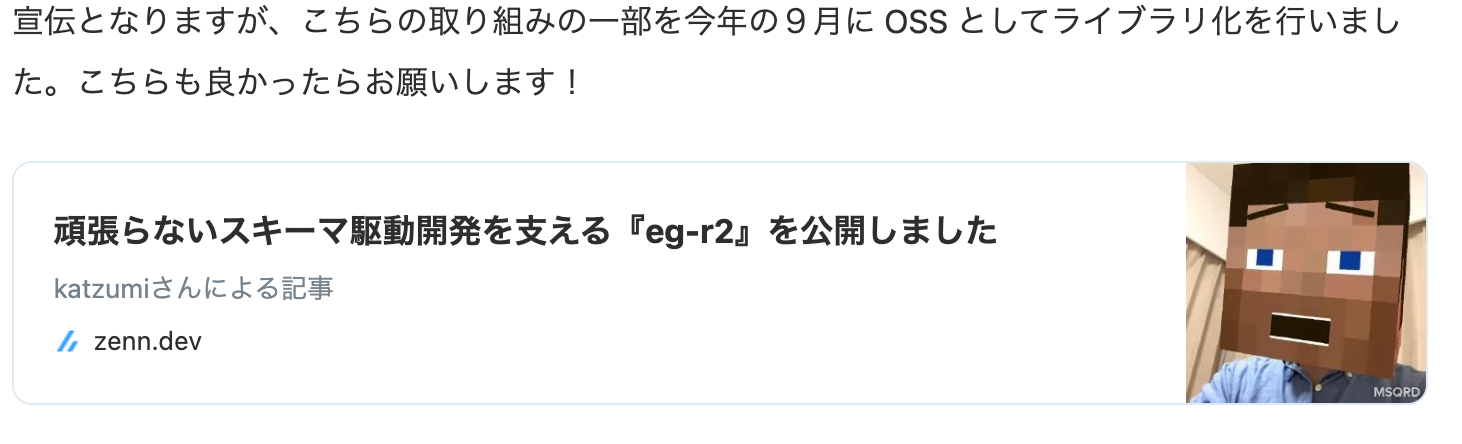 宣伝となりますが、こちらの取り組みの一部を今年の９月に OSS としてライブラリ化を行いまし
た。こちらも良かったらお願いします！
頑張らないスキーマ駆動開発を支える『eg-r2』を公開しました
katzumiさんによる記事
zenn.dev
MSQRD